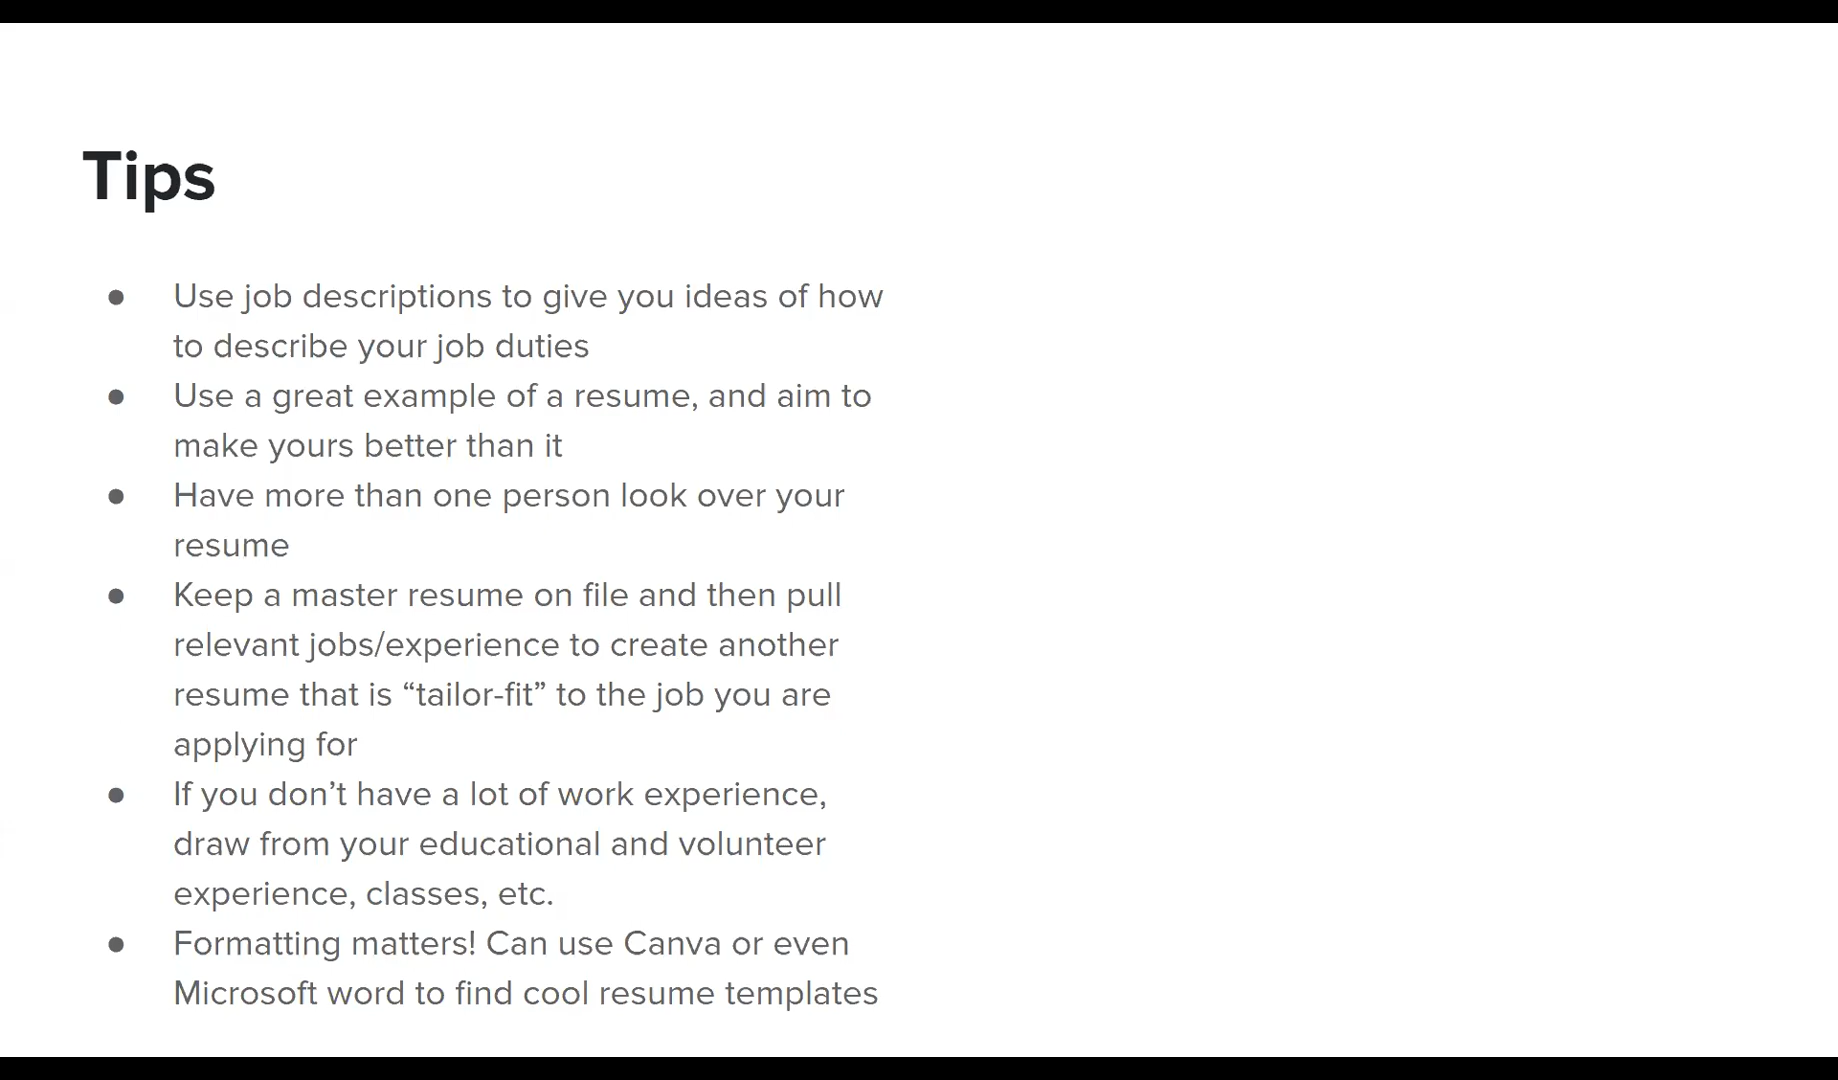 Tips
● Use job descriptions to give you ideas of how
to describe your job duties
● Use a great example of a resume, and aim to
make yours better than it
● Have more than one person look over your
resume
● Keep a master resume on file and then pull
relevant jobs/experience to create another
resume that is “tailor-fit” to the job you are
applying for
● If you don’t have a lot of work experience,
draw from your educational and volunteer
experience, classes, etc.
● Formatting matters! Can use Canva or even
Microsoft word to find cool resume templates